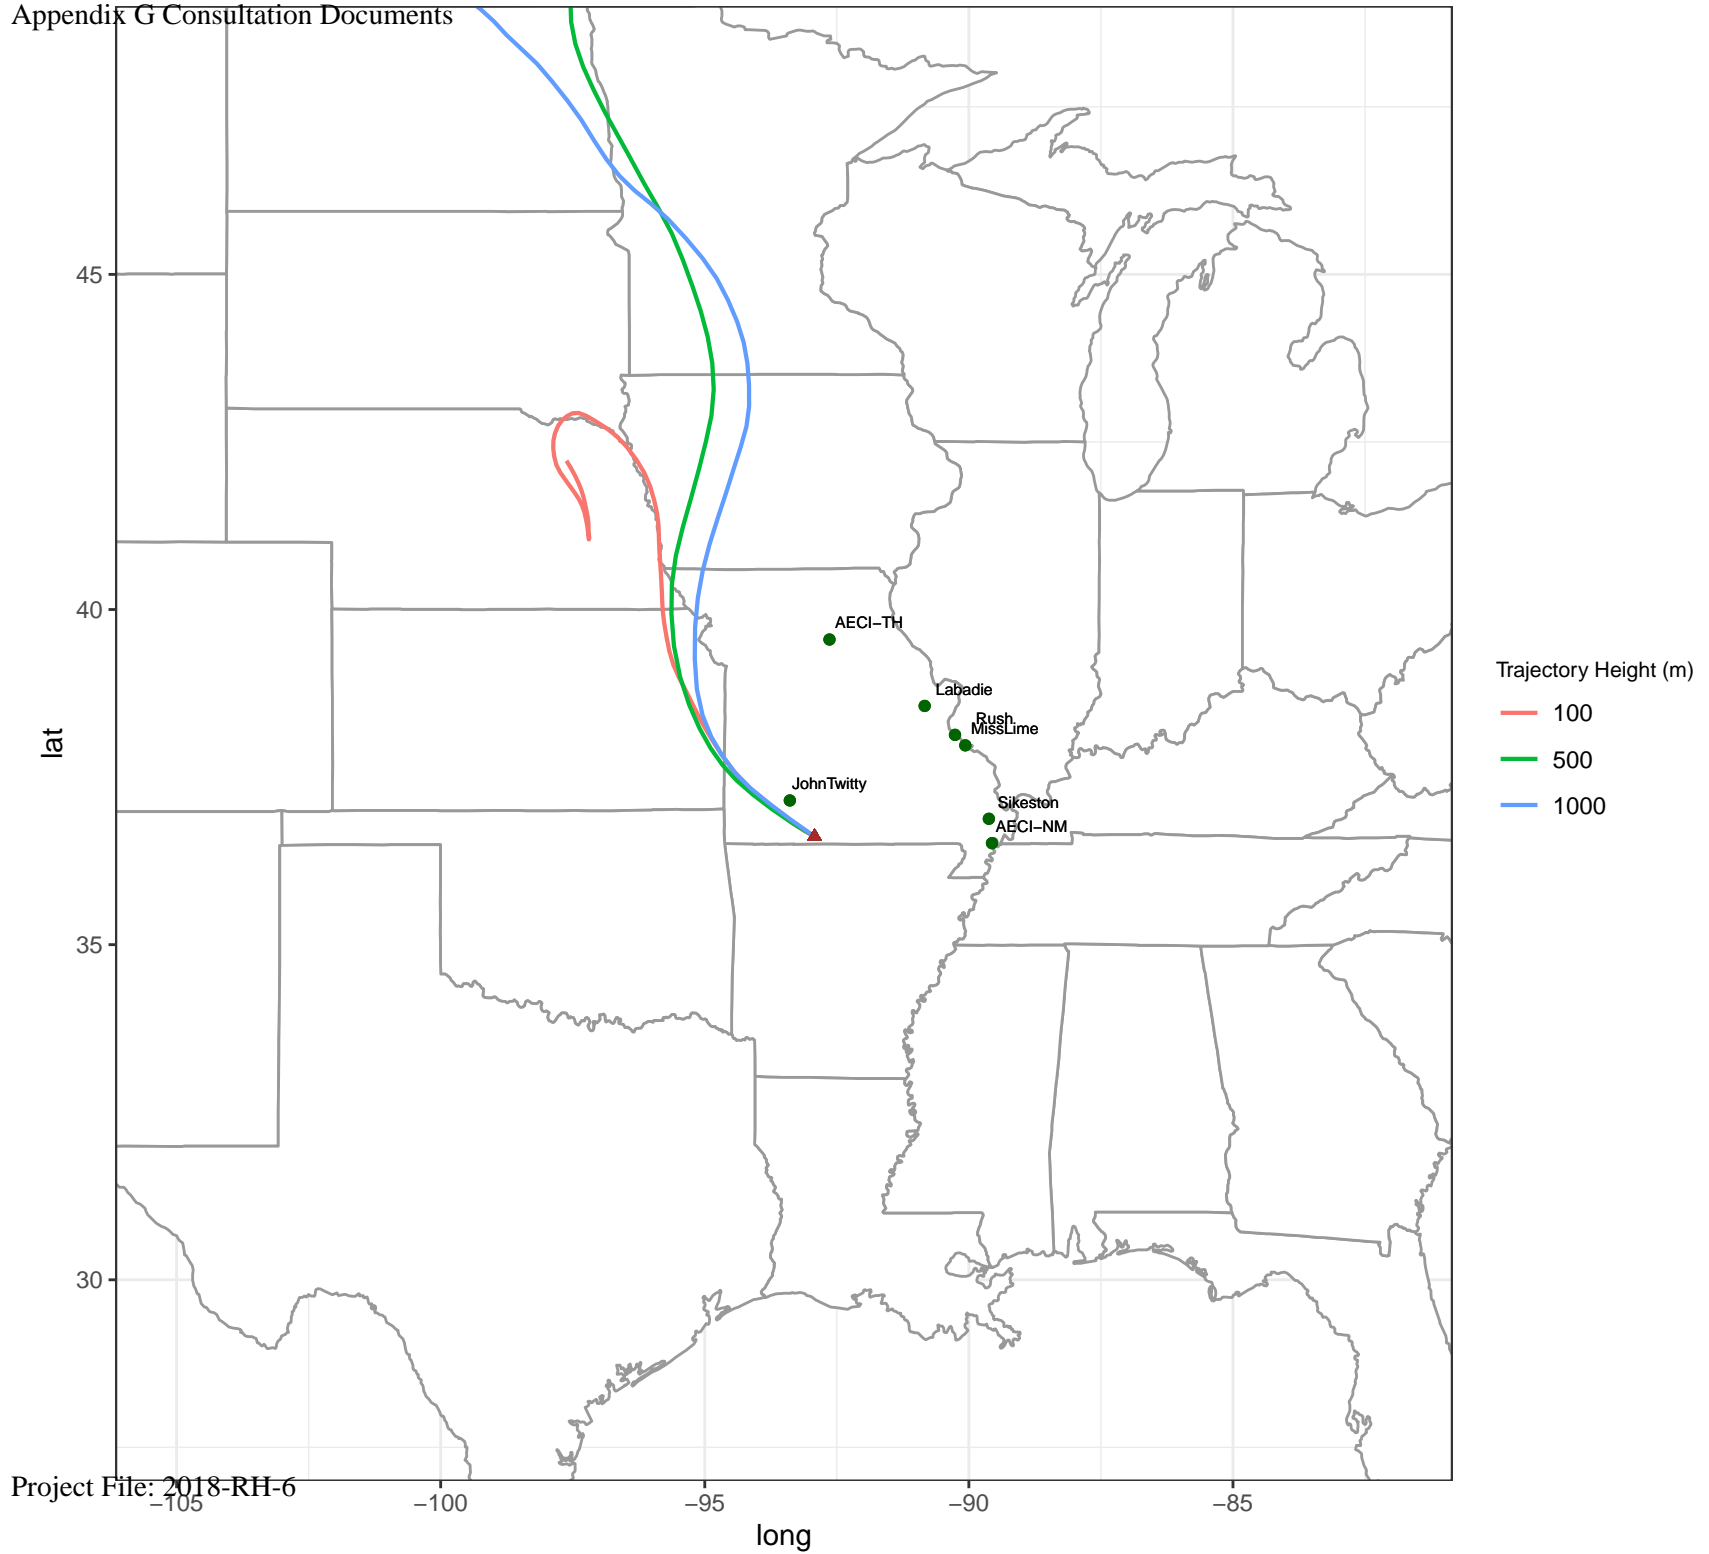 Appendix G Consultation Documents
45
40
35
30
lat
AECI−TH
Labadie
Rush
MissLime
JohnTwitty
Sikeston
AECI−NM
Trajectory Height (m)
100
500
1000
Project File: 2018-RH-6
−105
−100
−95
−90
−85
long